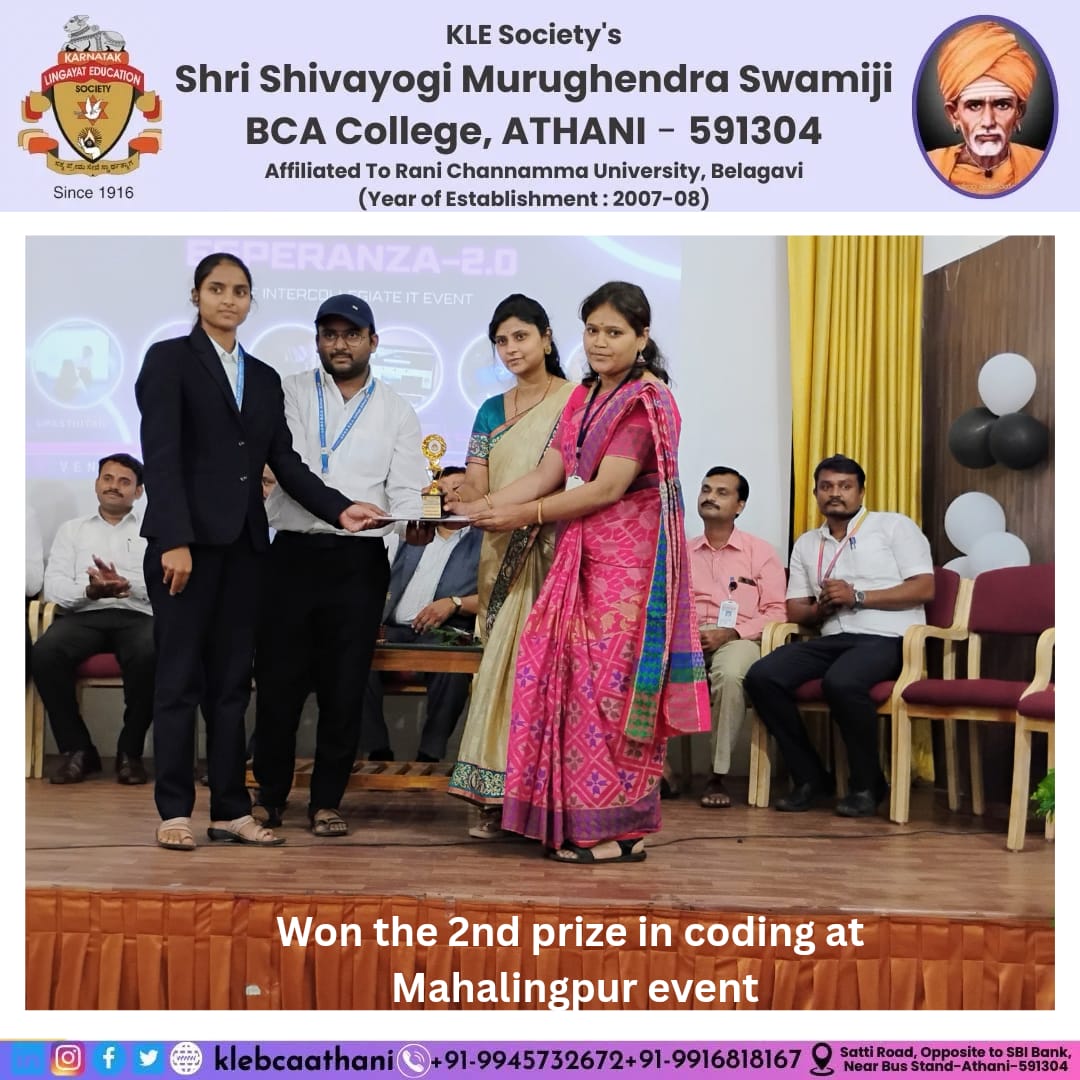 KARNATAK
LINGAYAT EDUCATION
SOCIETY
Since 1916
KLE Society's
Shri Shivayogi Murughendra Swamiji
BCA College, ATHANI - 591304
Affiliated To Rani Channamma University, Belagavi
(Year of Establishment : 2007-08)
ESPERANZA-2.0
INTERCOLLEGIATE IT EVENT
VEN
Won the 2nd prize in coding at
Mahalingpur event
klebcaathani +91-9945732672 +91-9916818167
Satti Road, Opposite to SBI Bank,
Near Bus Stand-Athani-591304